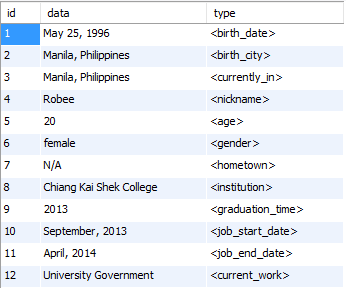 id data type
1 May 25, 1996 <birth_date>
2 Manila, Philippines <birth_city>
3 Manila, Philippines <currently_in>
4 Robee <nickname>
5 20 <age>
6 female <gender>
7 N/A <hometown>
8 Chiang Kai Shek College <institution>
9 2013 <graduation_time>
10 September, 2013 <job_start_date>
11 April, 2014 <job_end_date>
12 University Government <current_work>